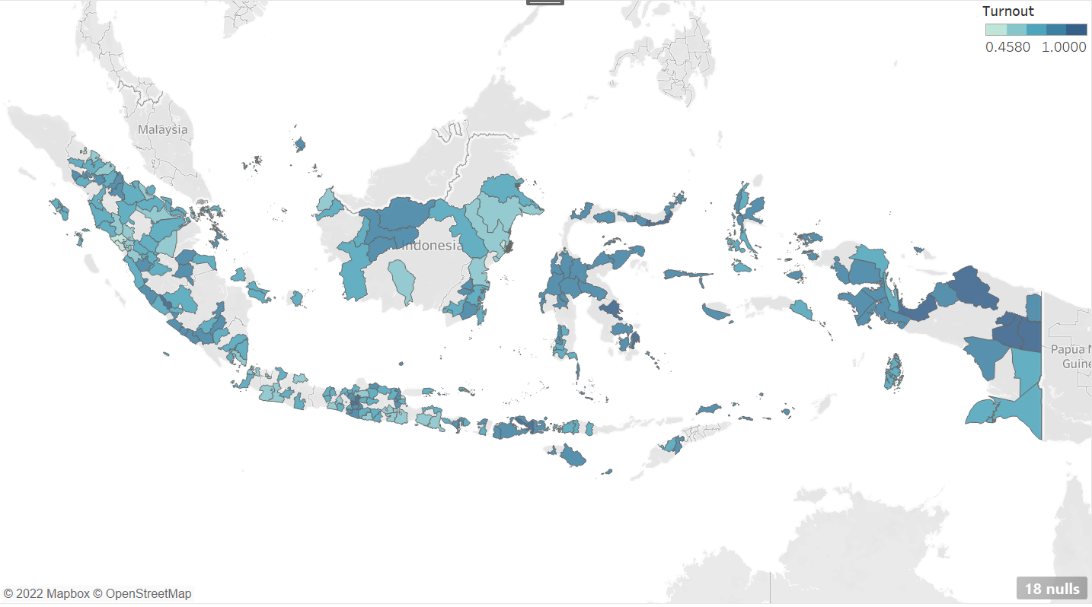 Turnout
0.4580 1.0000
Malaysia
Indonesia
Papua N
Guine
© 2022 Mapbox © OpenStreetMap
18 nulls